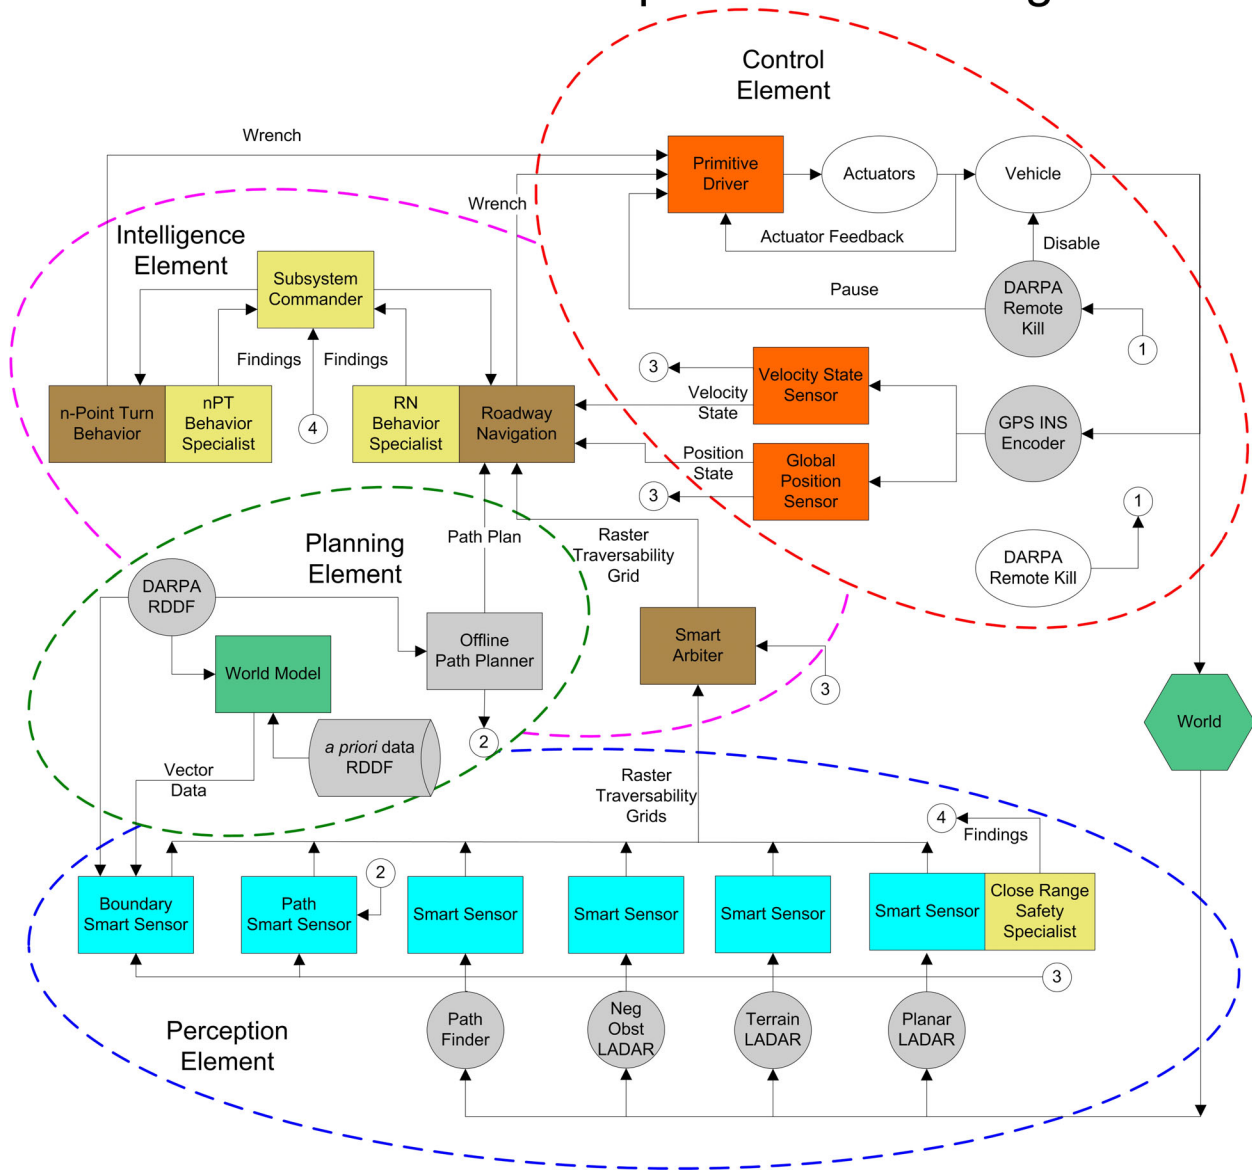 Control
Element
Wrench
Primitive
Driver
Actuators
Vehicle
Wrench
Actuator Feedback
Disable
Intelligence
Element
Subsystem
Commander
Pause
DARPA
Remote
Kill
1
Findings
Findings
3
Velocity State
Sensor
Velocity
State
n-Point Turn
Behavior
nPT
Behavior
Specialist
4
RN
Behavior
Specialist
Roadway
Navigation
GPS INS
Encoder
Position
State
Global
Position
Sensor
3
1
Planning
Element
Path Plan
Raster
Traversability
Grid
DARPA
Remote Kill
DARPA
RDDF
Offline
Path Planner
Smart
Arbiter
World Model
3
2
World
a priori data
RDDF
Vector
Data
Raster
Traversability
Grids
4
Findings
2
Boundary
Smart Sensor
Path
Smart Sensor
Smart Sensor
Smart Sensor
Smart Sensor
Smart Sensor
Close Range
Safety
Specialist
3
Perception
Element
Path
Finder
Neg
Obst
LADAR
Terrain
LADAR
Planar
LADAR